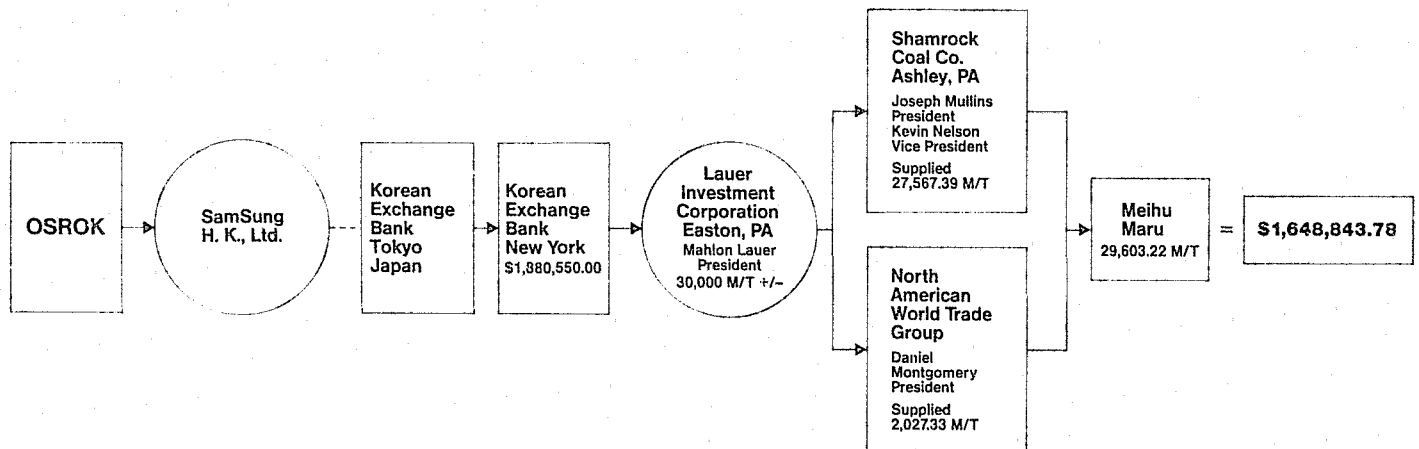 OSROK
SamSung
H. K., Ltd.
Korean
Exchange
Bank
Tokyo
Japan
Korean
Exchange
Bank
New York
$1,880,550.00
Lauer
Investment
Corporation
Easton, PA
Mahlon Lauer
President
30,000 M/T +/–
Shamrock
Coal Co.
Ashley, PA
Joseph Mullins
President
Kevin Nelson
Vice President
Supplied
27,567.39 M/T
North
American
World Trade
Group
Daniel
Montgomery
President
Supplied
2,027.33 M/T
Meihu
Maru
29,603.22 M/T
=
$1,648,843.78